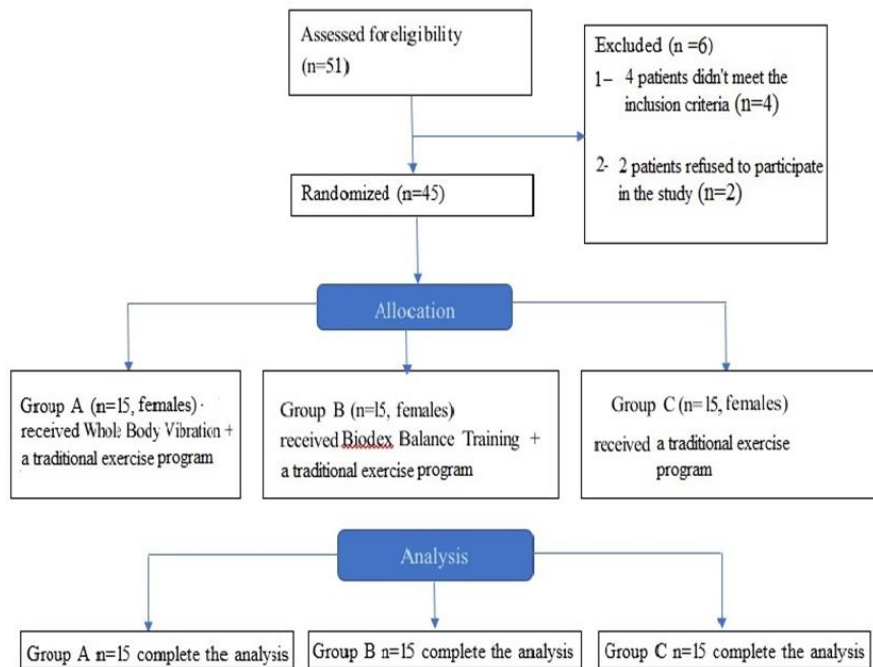 Assessed foreligibility
(n=51)
Excluded (n =6)
1– 4 patients didn't meet the
inclusion criteria (n=4)
2- 2 patients refused to participate
in the study (n=2)
Randomized (n=45)
Allocation
Group A (n=15, females) ·
received Whole Body Vibration +
a traditional exercise program
Group B (n=15, females)
received Biodex Balance Training +
a traditional exercise program
Group C (n=15, females)
received a traditional exercise
program
Analysis
Group A n=15 complete the analysis
Group B n=15 complete the analysis
Group C n=15 complete the analysis